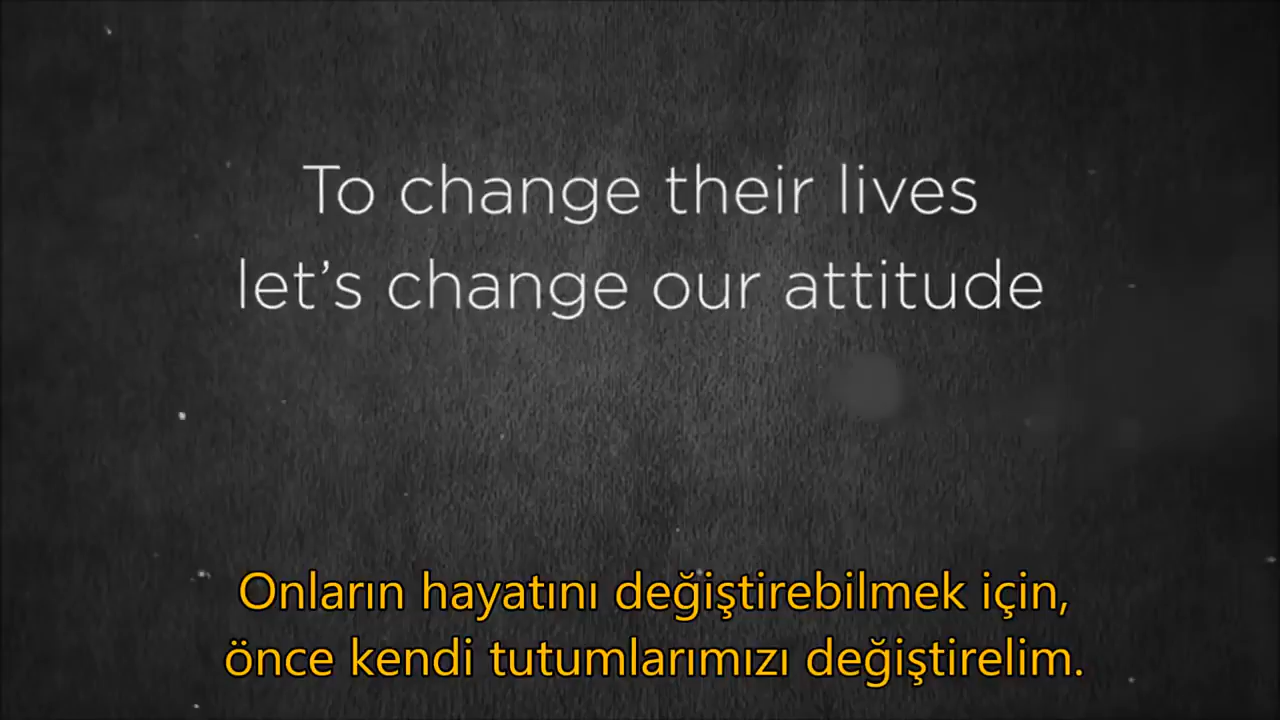 To change their lives
let’s change our attitude
Onların hayatını değiştirebilmek için,
önce kendi tutumlarımızı değiştirelim.